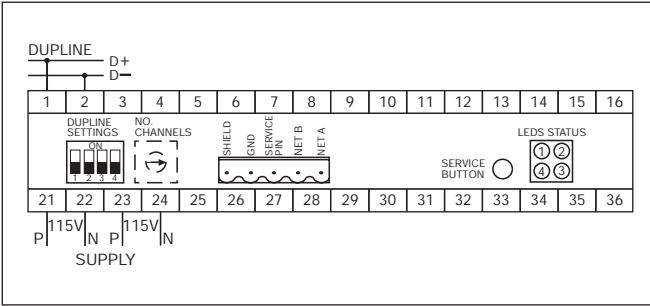 DUPLINE
D+
D−
1 2 3 4 5 6 7 8 9 10 11 12 13 14 15 16
DUPLINE
SETTINGS
ON
1 2 3 4
NO.
CHANNELS
SHIELD
GND
SERVICE
PIN
NET B
NET A
SERVICE
BUTTON
LEDS STATUS
1 2
4 3
21 22 23 24 25 26 27 28 29 30 31 32 33 34 35 36
P 115V N P 115V N
SUPPLY